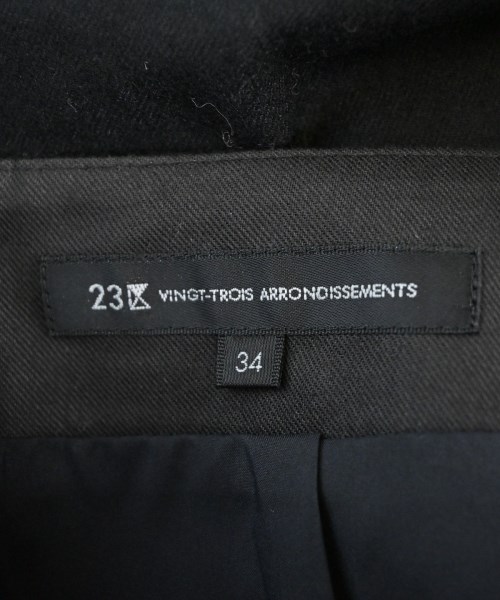 23区 VINGT-TROIS ARRONDISSEMENTS
34